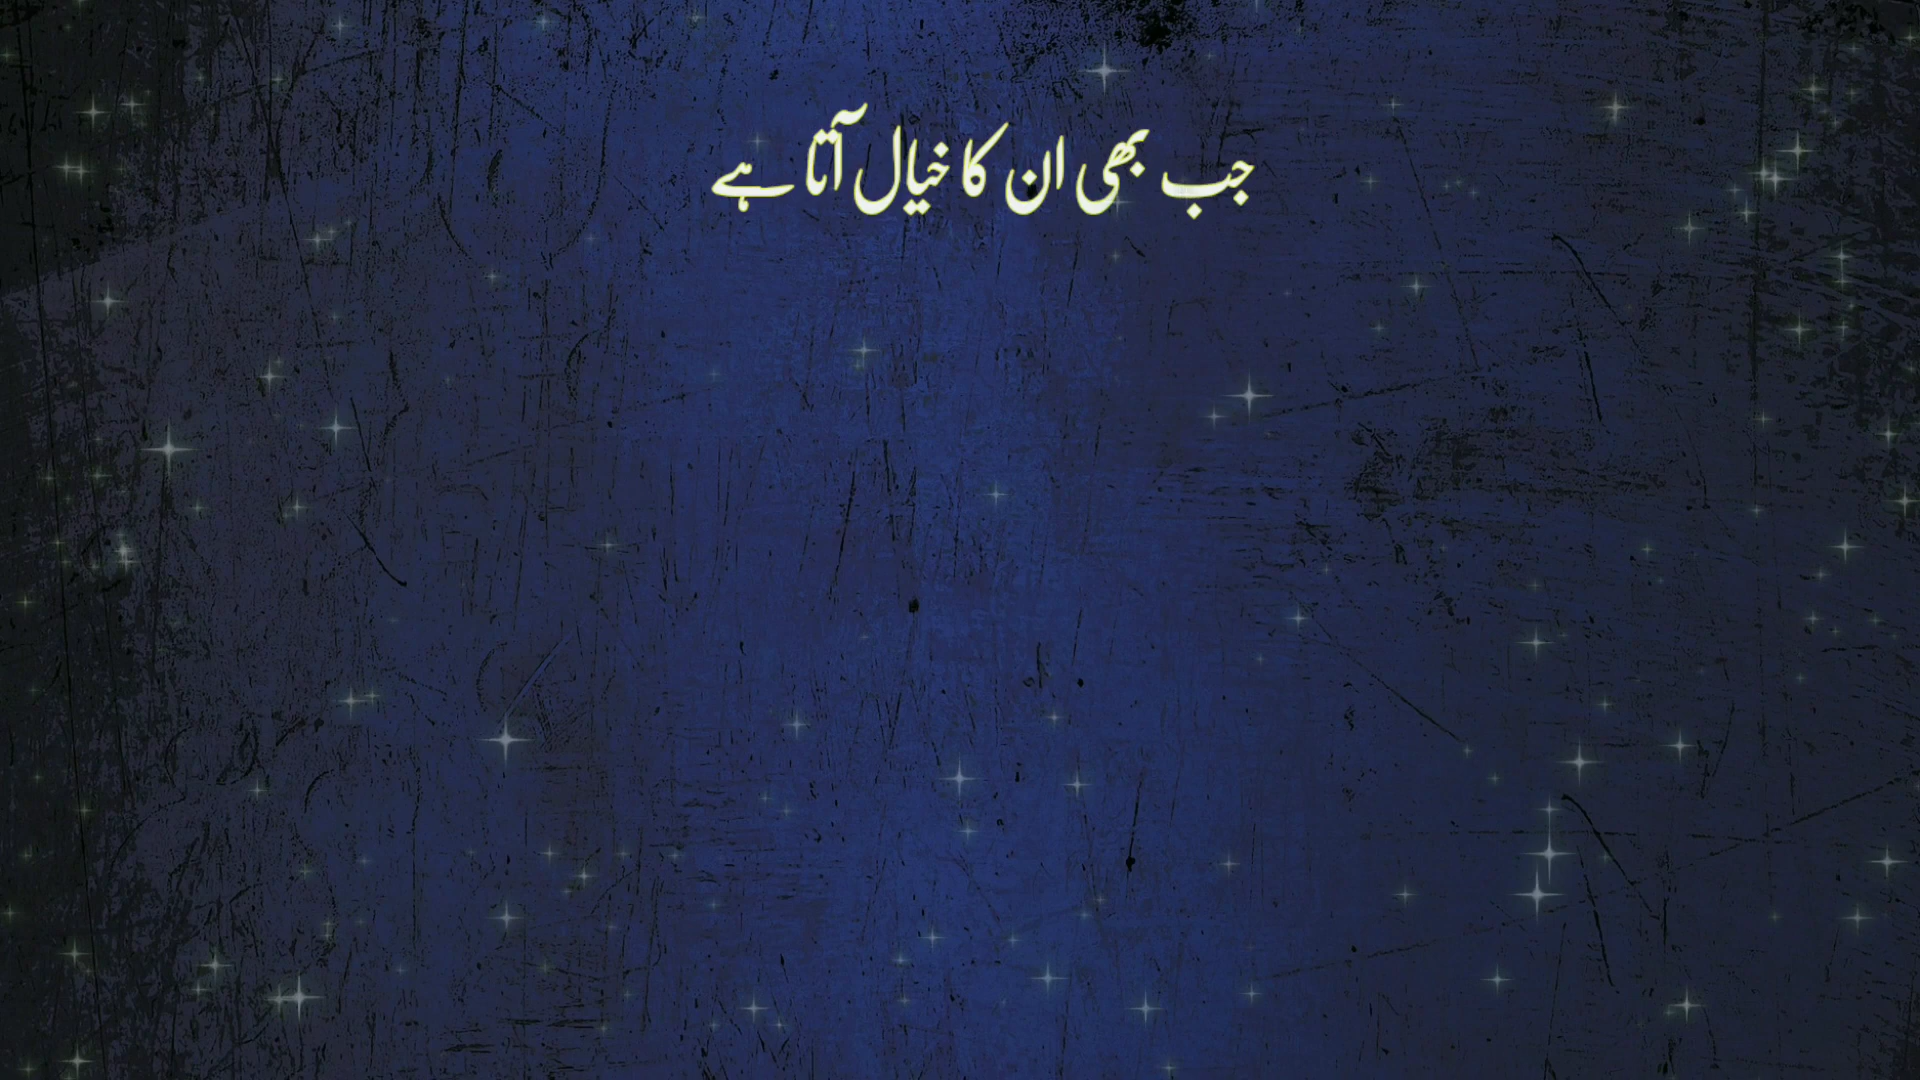 جب بھی ان کا خیال آتا ہے